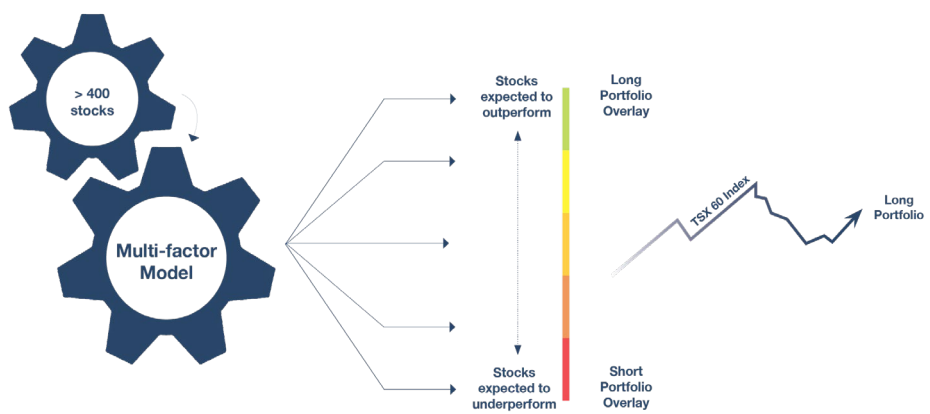 > 400
stocks
Multi-factor
Model
Stocks
expected to
outperform
Long
Portfolio
Overlay
TSX 60 Index
Long
Portfolio
Stocks
expected to
underperform
Short
Portfolio
Overlay